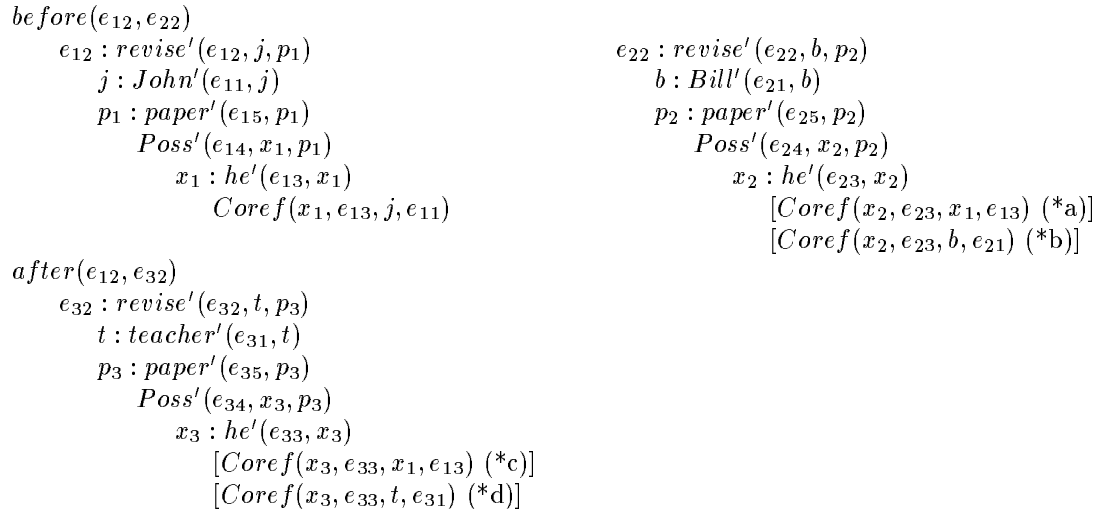 before(e₁₂, e₂₂)
e₁₂ : revise′(e₁₂, j, p₁) e₂₂ : revise′(e₂₂, b, p₂)
j : John′(e₁₁, j) b : Bill′(e₂₁, b)
p₁ : paper′(e₁₅, p₁) p₂ : paper′(e₂₅, p₂)
Poss′(e₁₄, x₁, p₁) Poss′(e₂₄, x₂, p₂)
x₁ : he′(e₁₃, x₁) x₂ : he′(e₂₃, x₂)
Coref(x₁, e₁₃, j, e₁₁) [Coref(x₂, e₂₃, x₁, e₁₃) (*a)]
[Coref(x₂, e₂₃, b, e₂₁) (*b)]
after(e₁₂, e₃₂)
e₃₂ : revise′(e₃₂, t, p₃)
t : teacher′(e₃₁, t)
p₃ : paper′(e₃₅, p₃)
Poss′(e₃₄, x₃, p₃)
x₃ : he′(e₃₃, x₃)
[Coref(x₃, e₃₃, x₁, e₁₃) (*c)]
[Coref(x₃, e₃₃, t, e₃₁) (*d)]